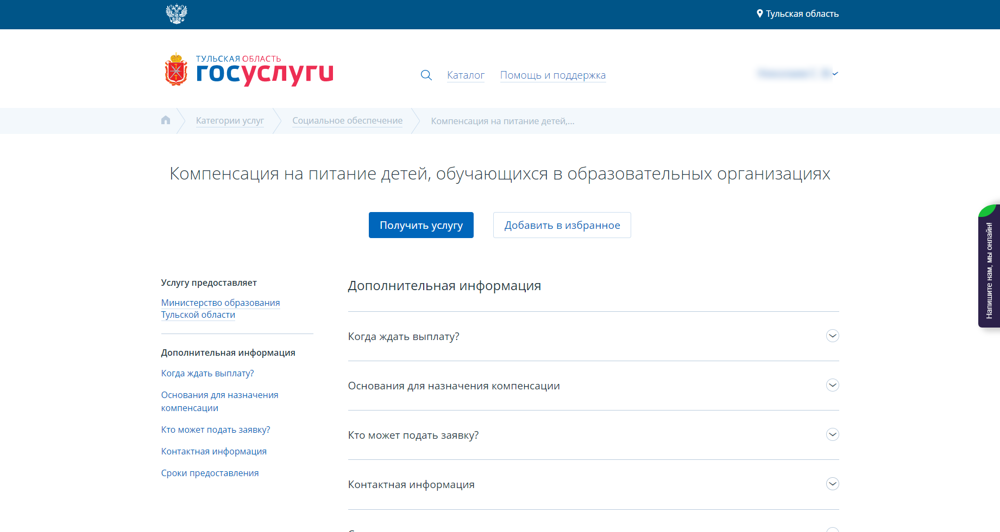 Тульская область
ТУЛЬСКАЯ ОБЛАСТЬ
госуслуги
Каталог
Помощь и поддержка
Категории услуг
Социальное обеспечение
Компенсация на питание детей,...
Компенсация на питание детей, обучающихся в образовательных организациях
Получить услугу
Добавить в избранное
Напишите нам, мы онлайн!
Услугу предоставляет
Министерство образования
Тульской области
Дополнительная информация
Когда ждать выплату?
Основания для назначения
компенсации
Кто может подать заявку?
Контактная информация
Сроки предоставления
Дополнительная информация
Когда ждать выплату?
Основания для назначения компенсации
Кто может подать заявку?
Контактная информация